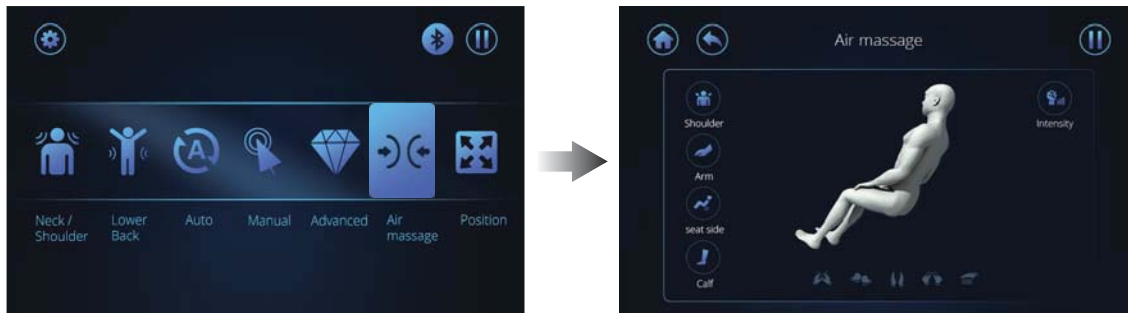 Neck /
Shoulder
Lower
Back
Auto
Manual
Advanced
Air
massage
Position
Air massage
Shoulder
Arm
seat side
Calf
Intensity